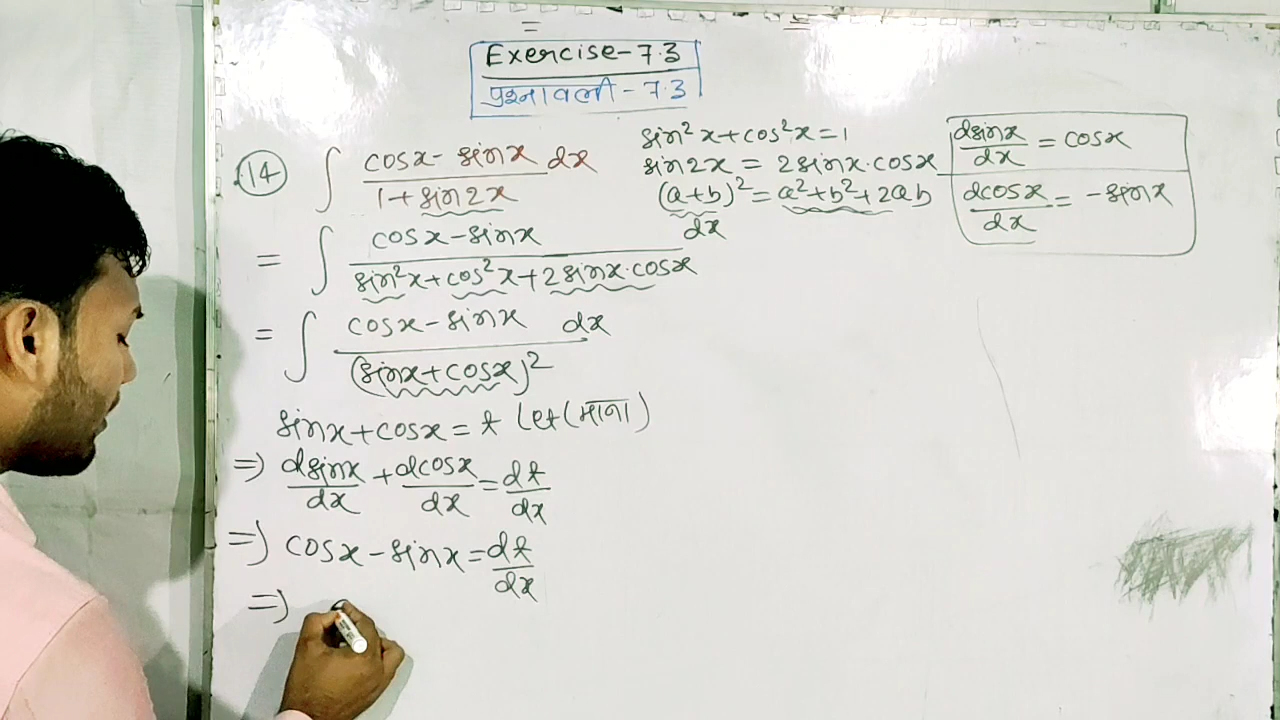 Exercise-7.3
प्रश्नावली-7.3
14 ∫ cosx - sinx dx
1+sin2x
sin²x+cos²x=1
sin2x = 2sinx.cosx
(a+b)² = a²+b²+2ab
dsinx/dx = cosx
dcosx/dx = -sinx
= ∫ cosx-sinx dx
sin²x+cos²x+2sinx.cosx
= ∫ cosx-sinx dx
(sinx+cosx)²
sinx+cosx = t Let (माना)
=) dsinx/dx + dcosx/dx = dt/dx
=) cosx-sinx = dt/dx
=)